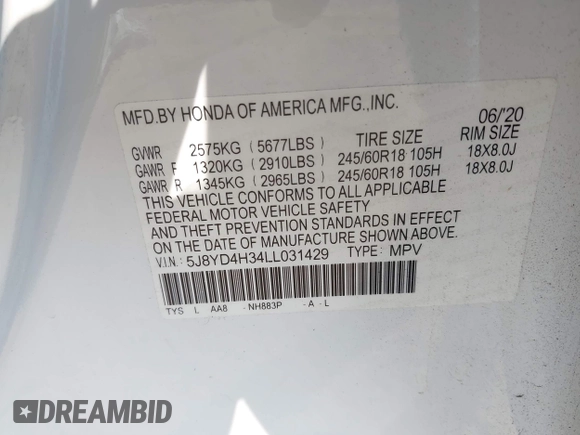 MFD.BY HONDA OF AMERICA MFG.,INC. 06/'20
GVWR 2575KG (5677LBS) TIRE SIZE RIM SIZE
GAWR F 1320KG (2910LBS) 245/60R18 105H 18X8.0J
GAWR R 1345KG (2965LBS) 245/60R18 105H 18X8.0J
THIS VEHICLE CONFORMS TO ALL APPLICABLE
FEDERAL MOTOR VEHICLE SAFETY
AND THEFT PREVENTION STANDARDS IN EFFECT
ON THE DATE OF MANUFACTURE SHOWN ABOVE.
V.I.N.: 5J8YD4H34LL031429 TYPE: MPV
TYS AA8 -NH883P -A -L
DREAMBID